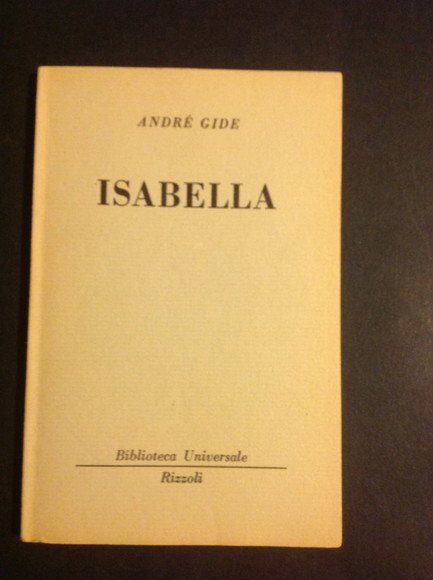 ANDRÉ GIDE
ISABELLA
Biblioteca Universale
Rizzoli